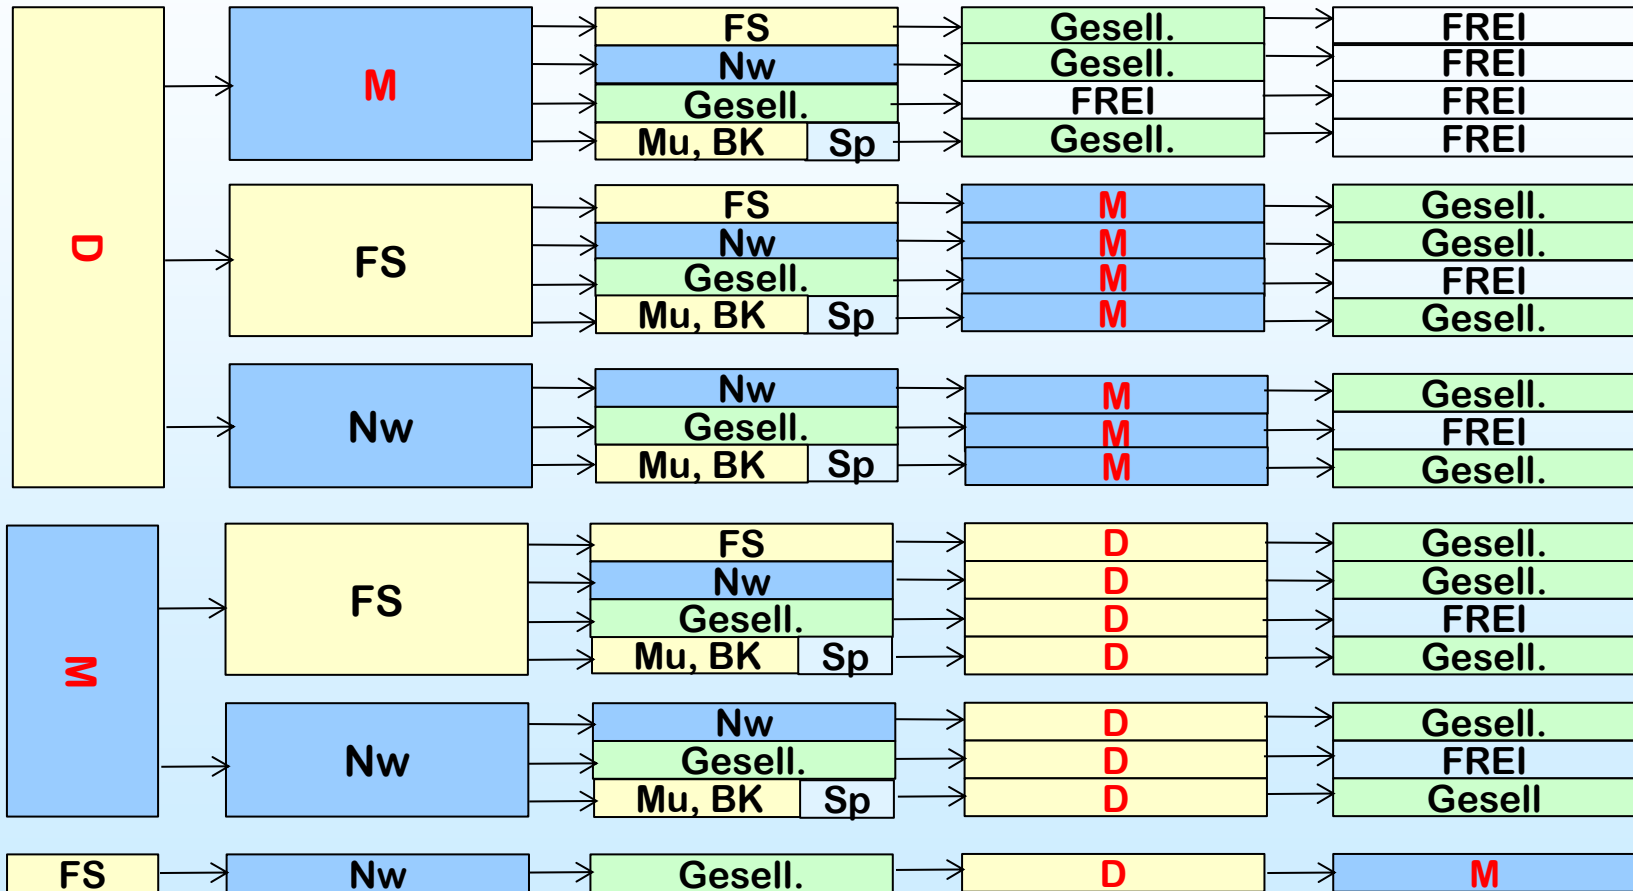 D
M
FS
Gesell.
FREI
Nw
Gesell.
FREI
Gesell.
FREI
FREI
Mu, BK
Sp
Gesell.
FREI
FS
FS
M
Gesell.
Nw
M
Gesell.
Gesell.
M
FREI
Mu, BK
Sp
M
Gesell.
Nw
Nw
M
Gesell.
Gesell.
M
FREI
Mu, BK
Sp
M
Gesell.
M
FS
FS
D
Gesell.
Nw
D
Gesell.
Gesell.
D
FREI
Mu, BK
Sp
D
Gesell.
Nw
Nw
D
Gesell.
Gesell.
D
FREI
Mu, BK
Sp
D
Gesell
FS
Nw
Gesell.
D
M